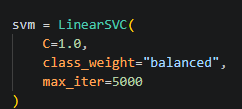 svm = LinearSVC(
    C=1.0,
    class_weight="balanced",
    max_iter=5000
)